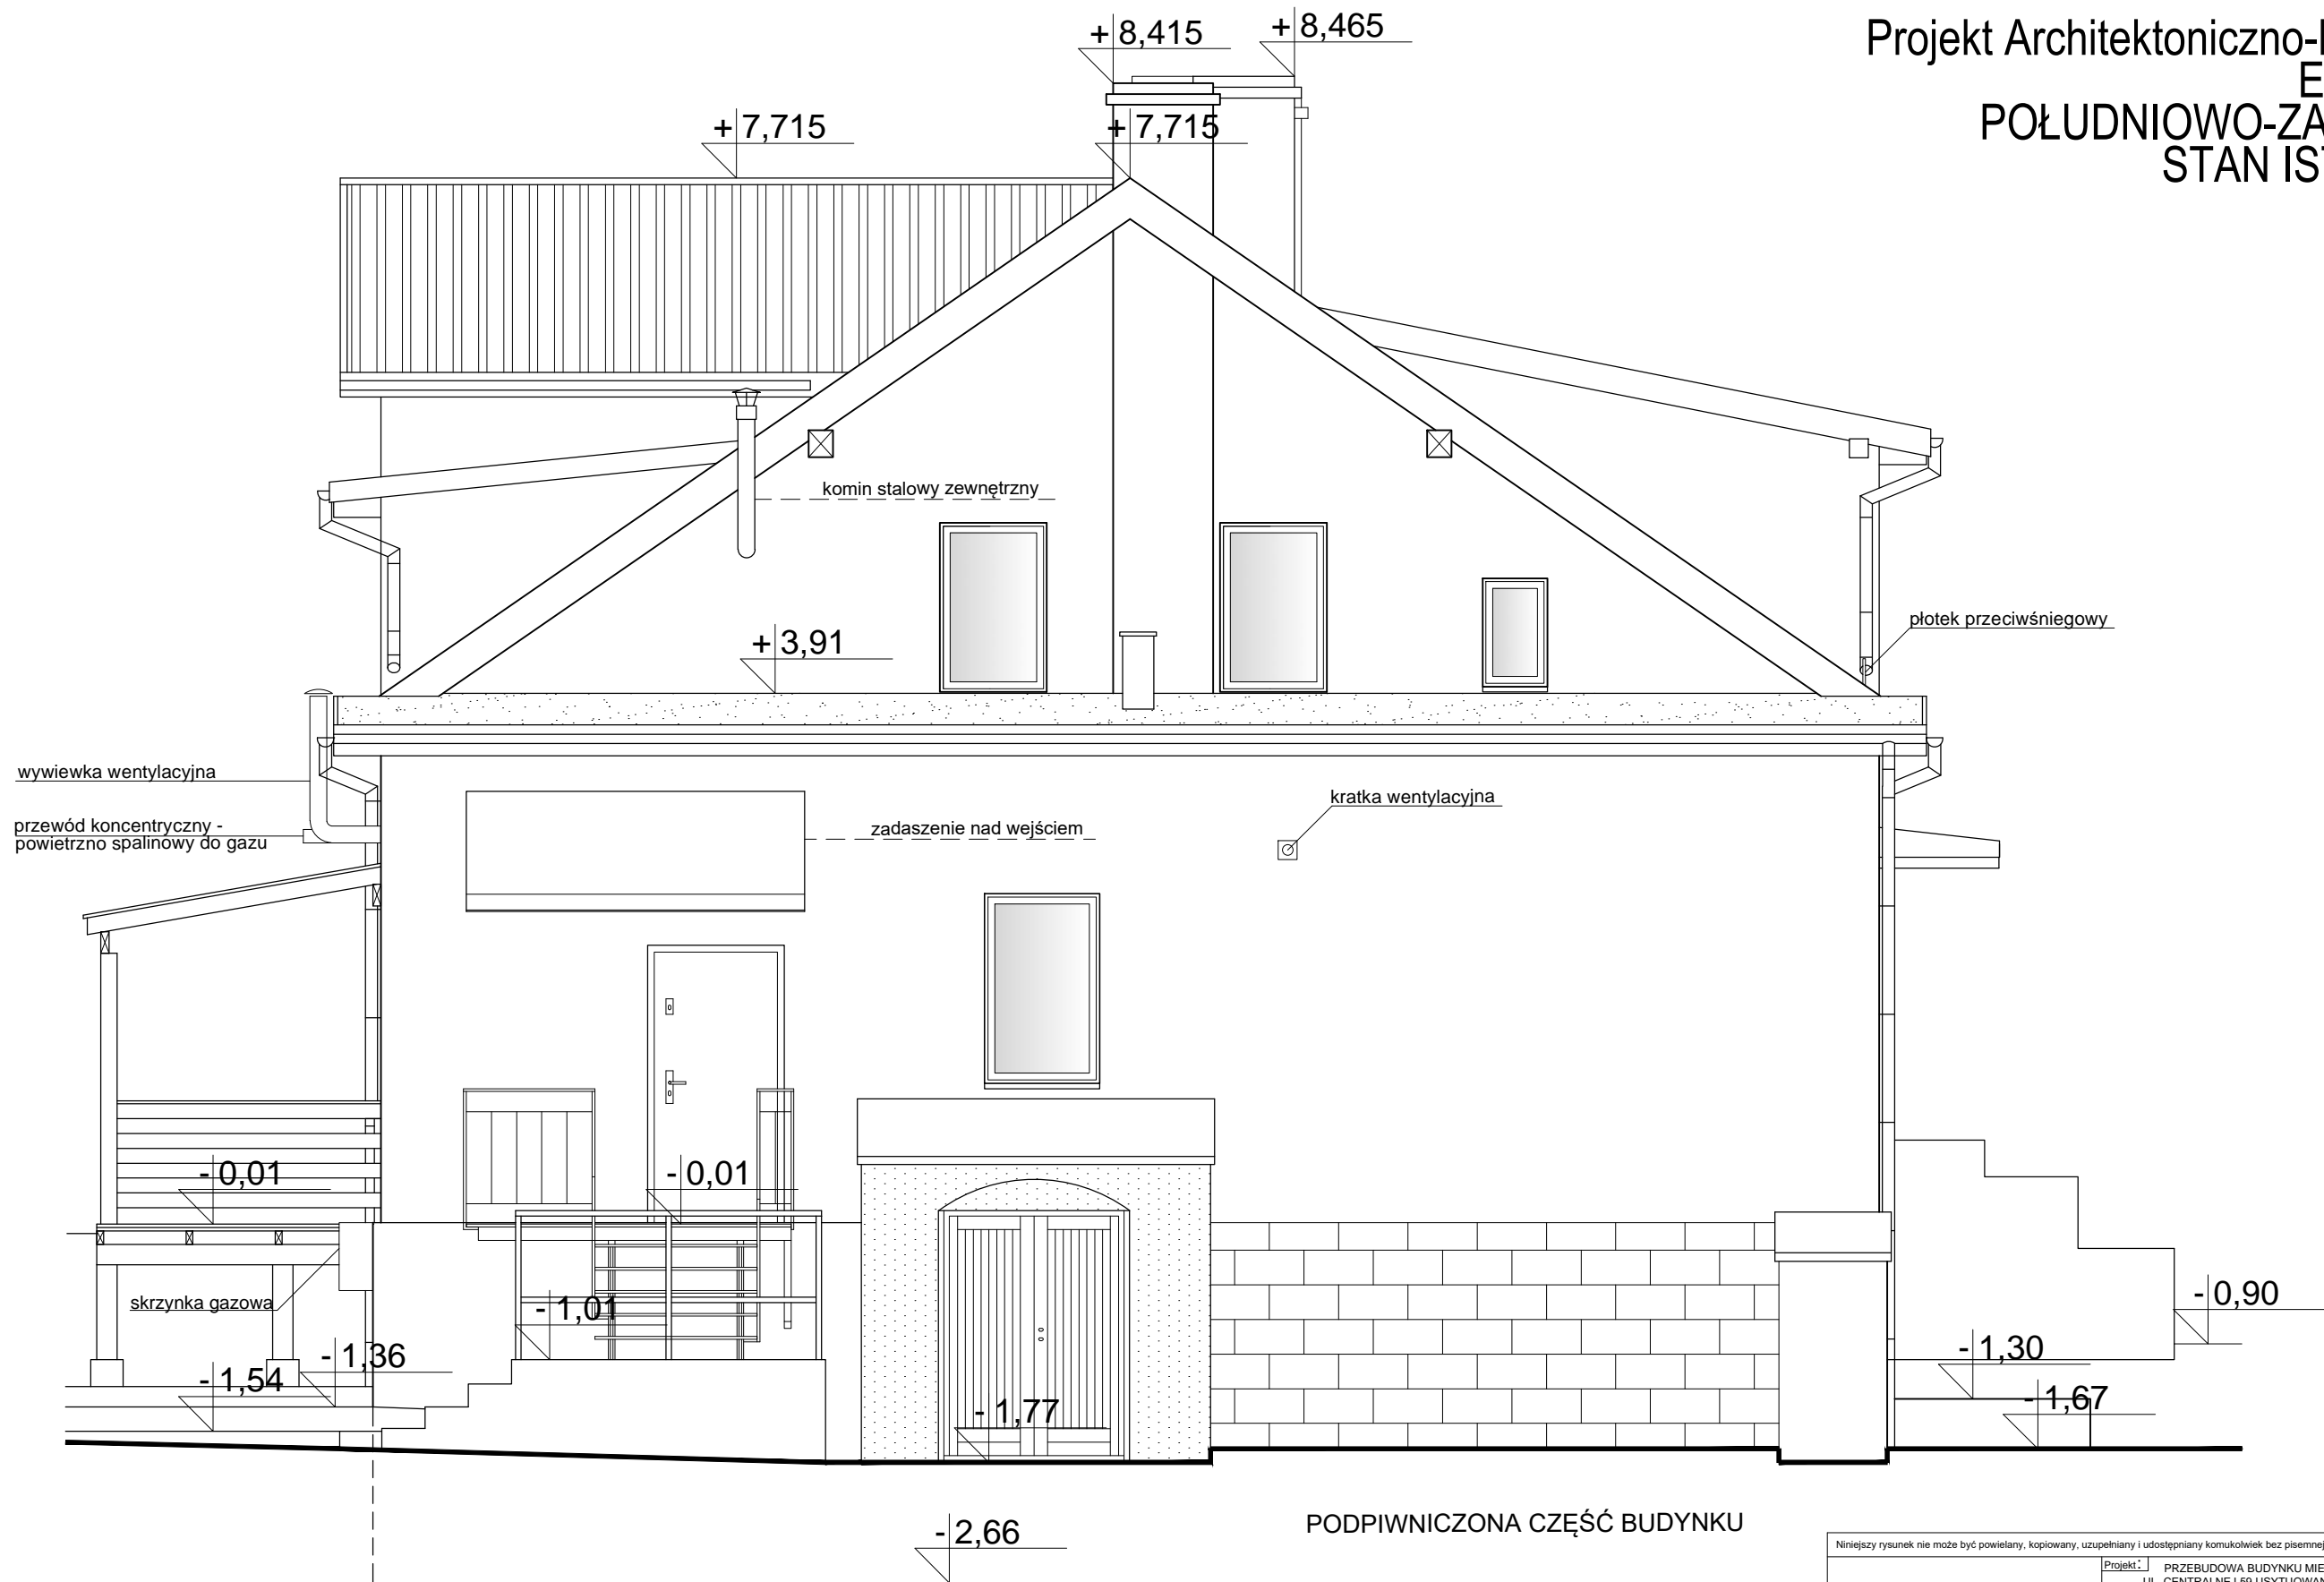 + 8,415
+ 8,465
Projekt Architektoniczno-
E
POŁUDNIOWO-ZA
STAN IS
+ 7,715
+ 7,715
komin stalowy zewnętrzny
+ 3,91
płotek przeciwśniegowy
wywiewka wentylacyjna
kratka wentylacyjna
przewód koncentryczny -
powietrzno spalinowy do gazu
zadaszenie nad wejściem
- 0,01
- 0,01
skrzynka gazowa
- 1,01
- 0,90
- 1,36
- 1,30
- 1,54
- 1,77
- 1,67
- 2,66
PODPIWNICZONA CZĘŚĆ BUDYNKU
Niniejszy rysunek nie może być powielany, kopiowany, uzupełniany i udostępniany komukolwiek bez pisemnej
Projekt:
PRZEBUDOWA BUDYNKU MIE